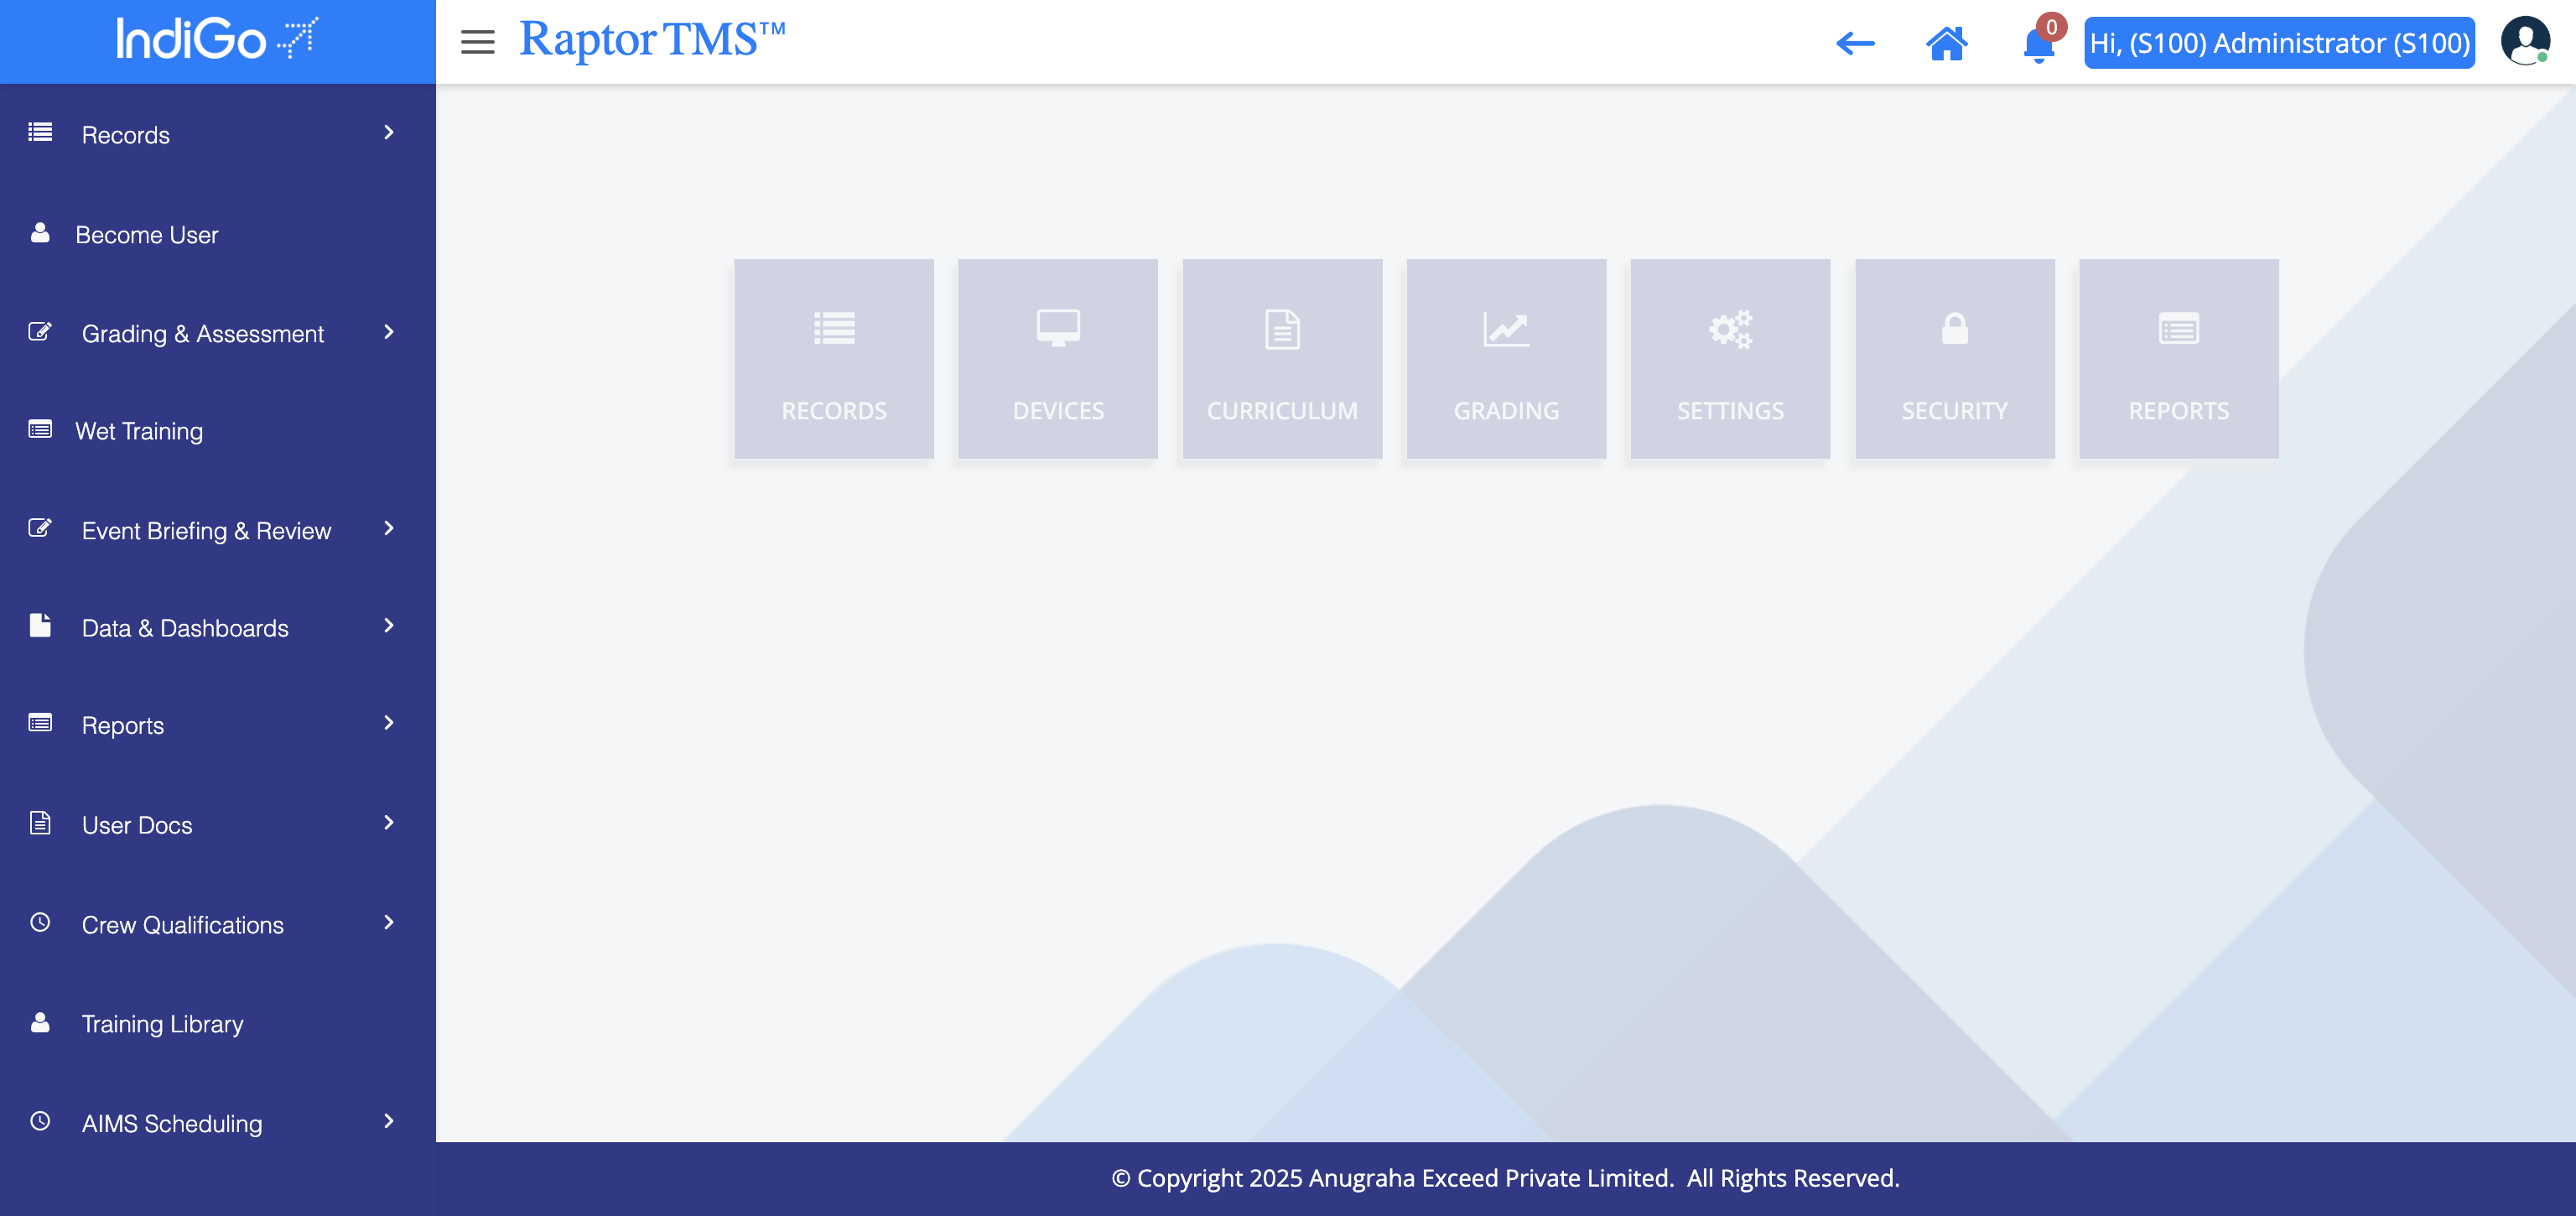 IndiGo
Raptor TMS™
0
Hi, (S100) Administrator (S100)
Records
Become User
Grading & Assessment
Wet Training
Event Briefing & Review
Data & Dashboards
Reports
User Docs
Crew Qualifications
Training Library
AIMS Scheduling
RECORDS
DEVICES
CURRICULUM
GRADING
SETTINGS
SECURITY
REPORTS
© Copyright 2025 Anugraha Exceed Private Limited. All Rights Reserved.